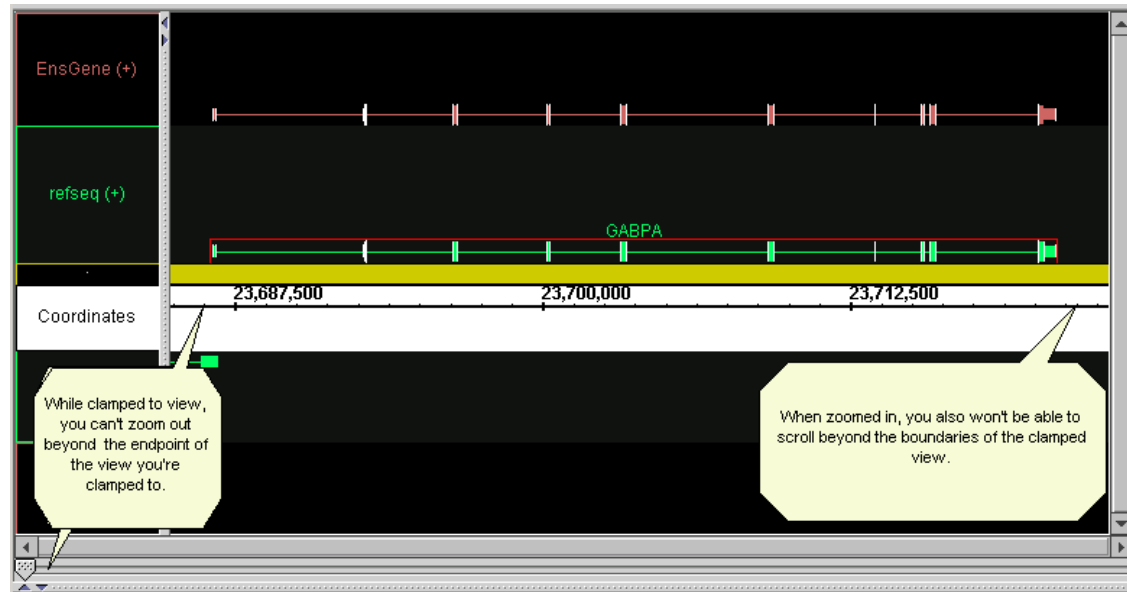 EnsGene (+)
refseq (+)
GABPA
23,687,500
23,700,000
23,712,500
Coordinates
While clamped to view,
you can't zoom out
beyond the endpoint of
the view you're
clamped to.
When zoomed in, you also won't be able to
scroll beyond the boundaries of the clamped
view.